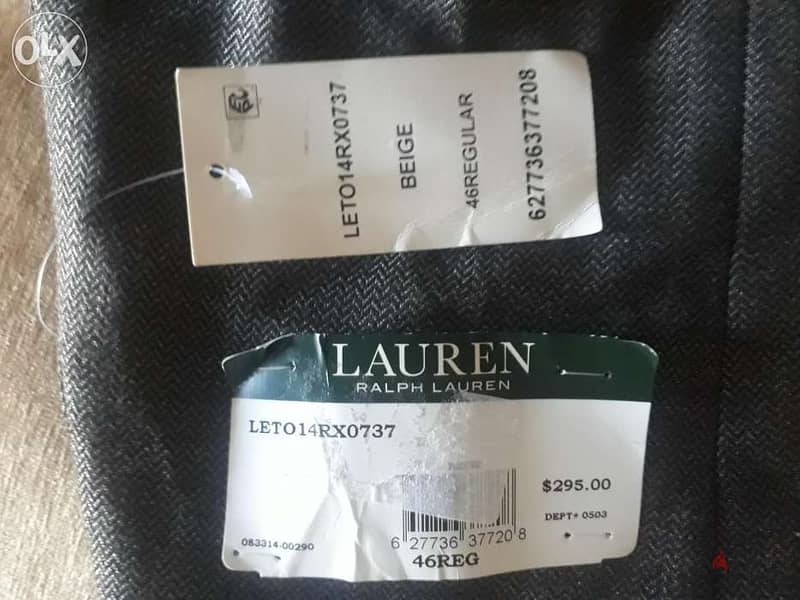 OLX
LETO14RX0737
BEIGE
46REGULAR
627736377208
LAUREN
RALPH LAUREN
LETO14RX0737
$295.00
DEPT# 0503
083314-00290
6 27736 37720 8
46REG